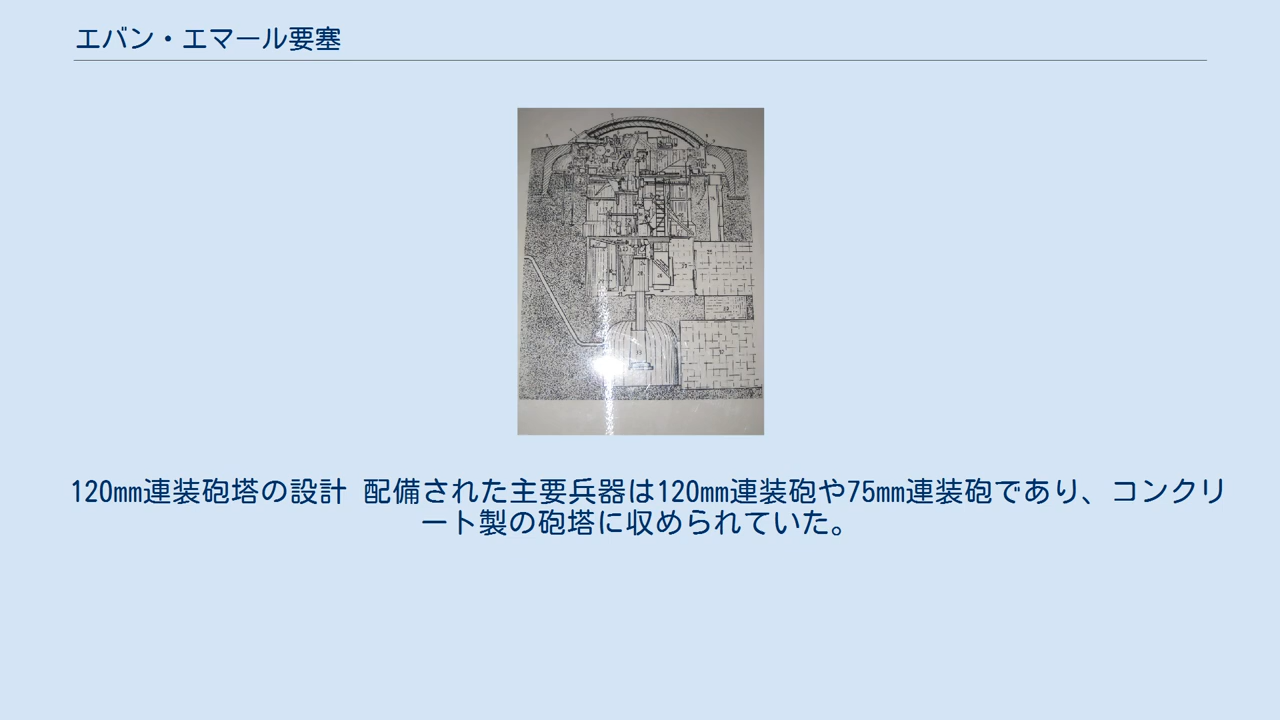 エバン・エマール要塞
120mm連装砲塔の設計 配備された主要兵器は120mm連装砲や75mm連装砲であり、コンクリ
ート製の砲塔に収められていた。